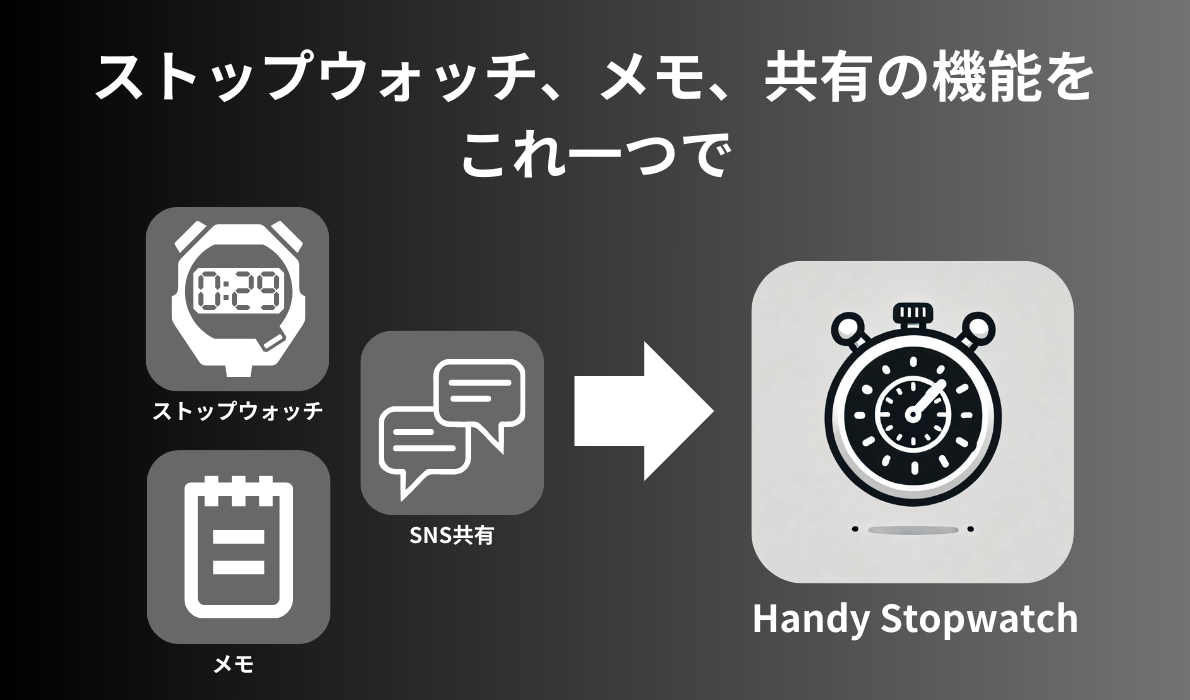 ストップウォッチ、メモ、共有の機能を
これ一つで
0:29
ストップウォッチ
SNS共有
メモ
Handy Stopwatch